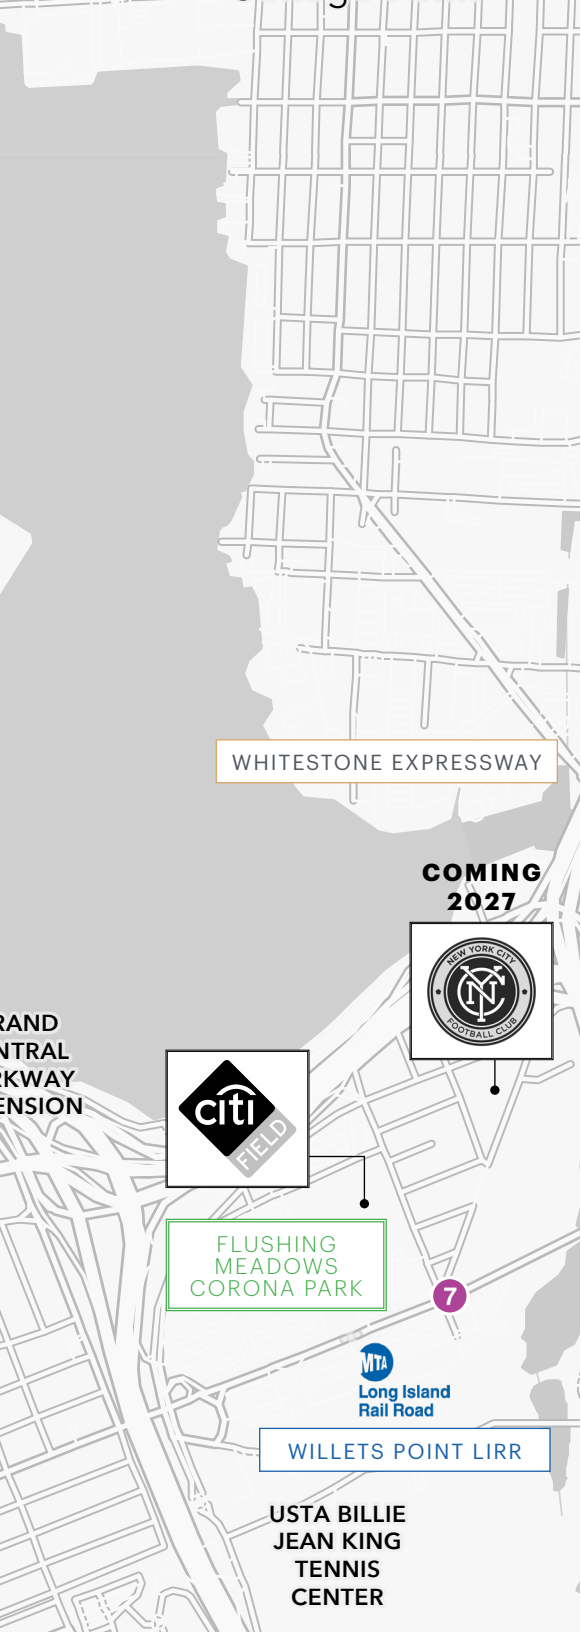 WHITESTONE EXPRESSWAY
COMING
2027
NEW YORK CITY
NYC
FOOTBALL CLUB
RAND
NTRAL
RKWAY
ENSION
citi
FIELD
FLUSHING
MEADOWS
CORONA PARK
7
MTA
Long Island
Rail Road
WILLETS POINT LIRR
USTA BILLIE
JEAN KING
TENNIS
CENTER